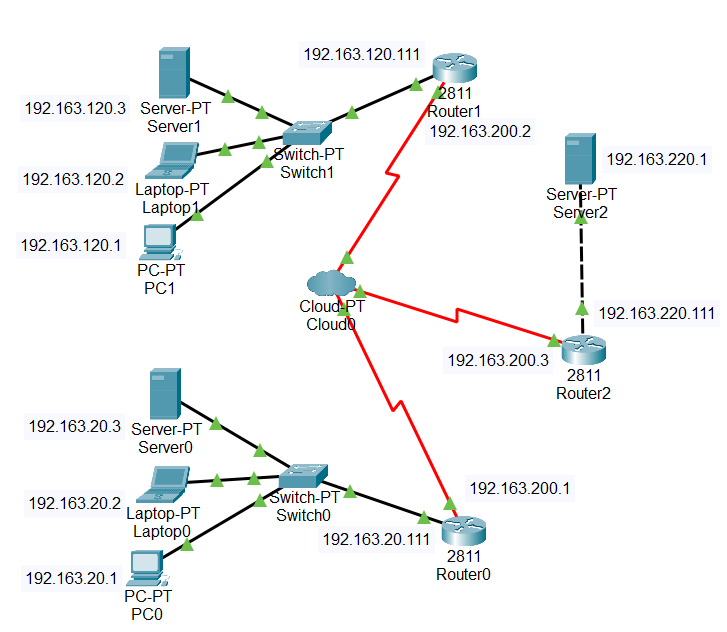 192.163.120.111
2811
Router1
192.163.200.2
192.163.120.3
Server-PT
Server1
Switch-PT
Switch1
192.163.120.2
Laptop-PT
Laptop1
192.163.120.1
PC-PT
PC1
192.163.220.1
Server-PT
Server2
Cloud-PT
Cloud0
192.163.220.111
192.163.200.3
2811
Router2
192.163.20.3
Server-PT
Server0
Switch-PT
Switch0
192.163.20.2
Laptop-PT
Laptop0
192.163.200.1
192.163.20.111
2811
Router0
192.163.20.1
PC-PT
PC0